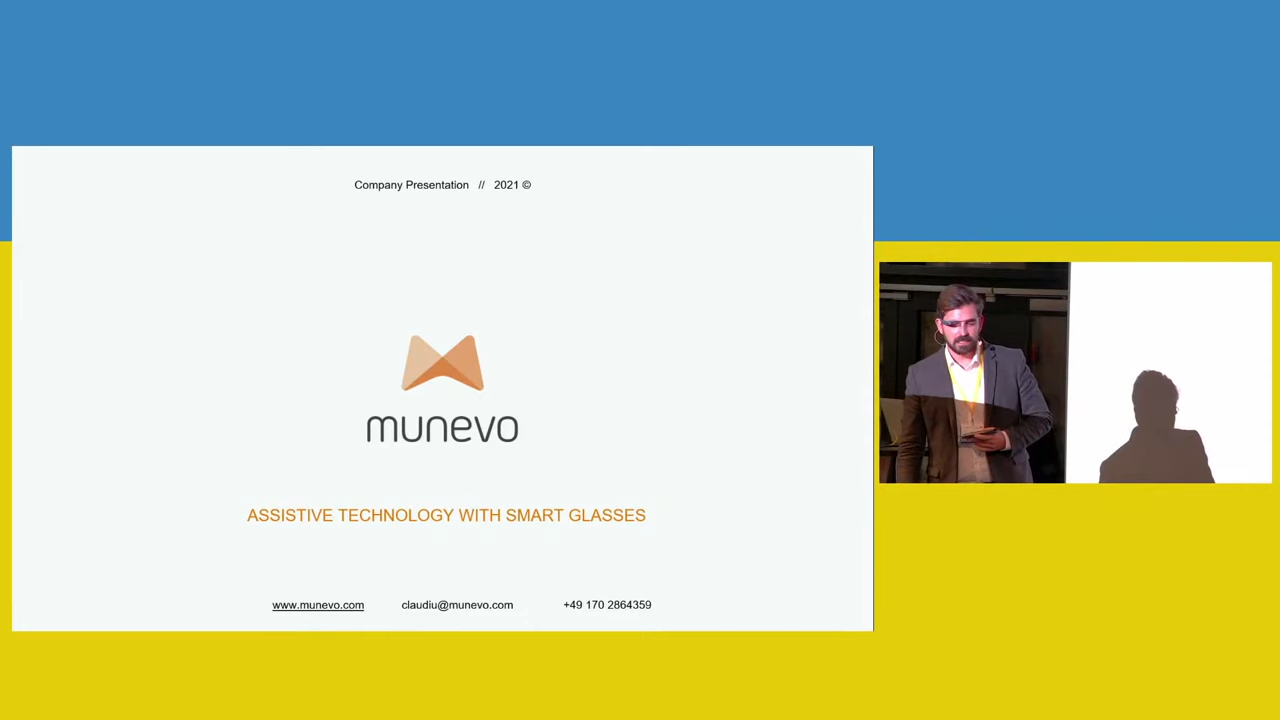 Company Presentation // 2021 ©
munevo
ASSISTIVE TECHNOLOGY WITH SMART GLASSES
www.munevo.com claudiu@munevo.com +49 170 2864359